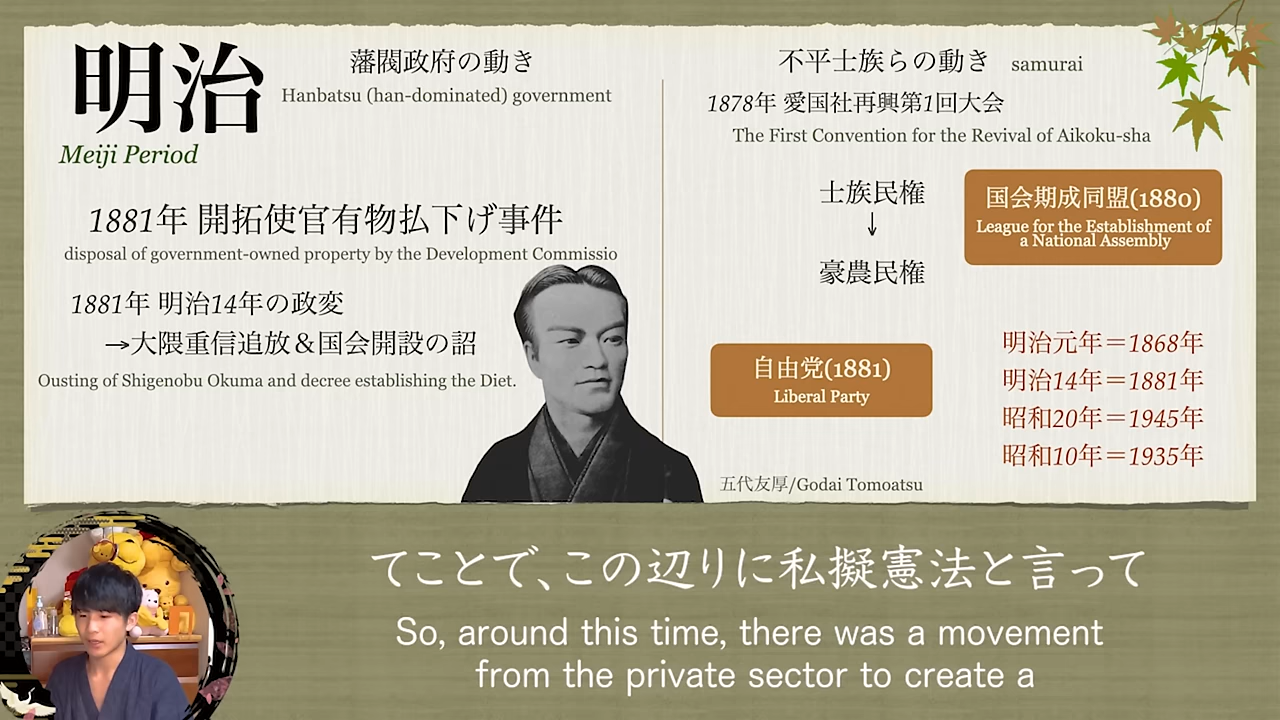 明治
Meiji Period
藩閥政府の動き
Hanbatsu (han-dominated) government
1881年 開拓使官有物払下げ事件
disposal of government-owned property by the Development Commissio
1881年 明治14年の政変
→大隈重信追放＆国会開設の詔
Ousting of Shigenobu Okuma and decree establishing the Diet.
不平士族らの動き samurai
1878年 愛国社再興第1回大会
The First Convention for the Revival of Aikoku-sha
士族民権
↓
豪農民権
国会期成同盟(1880)
League for the Establishment of
a National Assembly
自由党(1881)
Liberal Party
明治元年＝1868年
明治14年＝1881年
昭和20年＝1945年
昭和10年＝1935年
五代友厚/Godai Tomoatsu
てことで、この辺りに私擬憲法と言って
So, around this time, there was a movement
from the private sector to create a